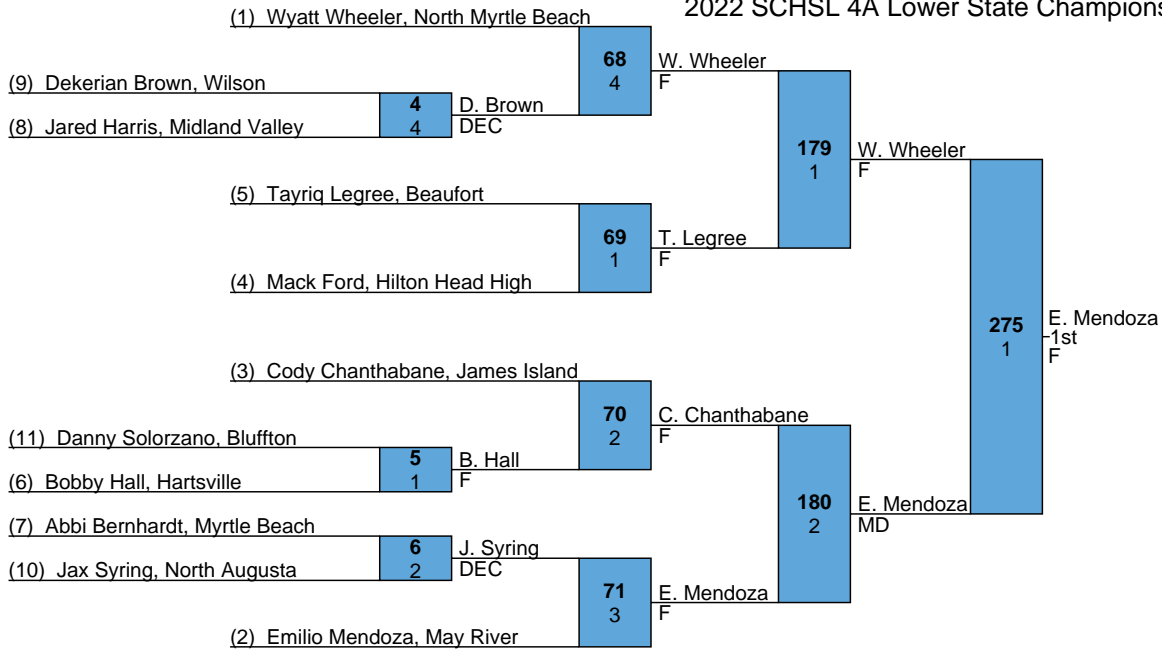 2022 SCHSL 4A Lower State Champions
(1) Wyatt Wheeler, North Myrtle Beach
68
4
W. Wheeler
F
(9) Dekerian Brown, Wilson
4
4
D. Brown
DEC
(8) Jared Harris, Midland Valley
179
1
W. Wheeler
F
(5) Tayriq Legree, Beaufort
69
1
T. Legree
F
(4) Mack Ford, Hilton Head High
275
1
E. Mendoza
1st
F
(3) Cody Chanthabane, James Island
70
2
C. Chanthabane
F
(11) Danny Solorzano, Bluffton
5
1
B. Hall
F
(6) Bobby Hall, Hartsville
180
2
E. Mendoza
MD
(7) Abbi Bernhardt, Myrtle Beach
6
2
J. Syring
DEC
(10) Jax Syring, North Augusta
71
3
E. Mendoza
F
(2) Emilio Mendoza, May River